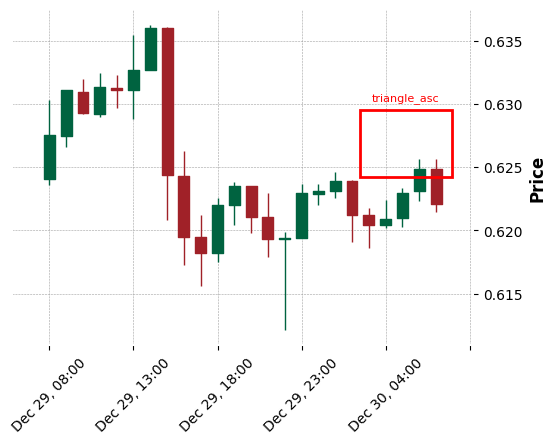 0.635
triangle_asc
0.630
0.625
0.620
0.615
Price
Dec 29, 08:00
Dec 29, 13:00
Dec 29, 18:00
Dec 29, 23:00
Dec 30, 04:00